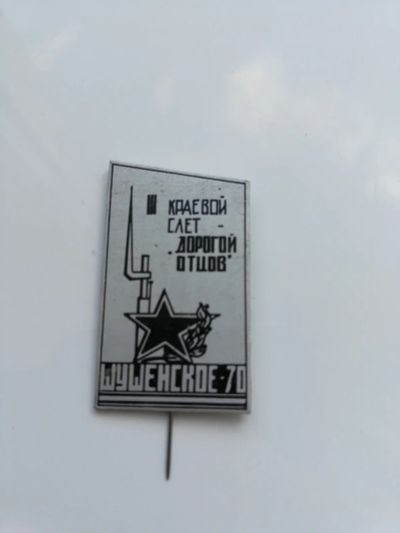 III КРАЕВОЙ
СЛЕТ -
„ДОРОГОЙ
ОТЦОВ"
ШУШЕНСКОЕ-70